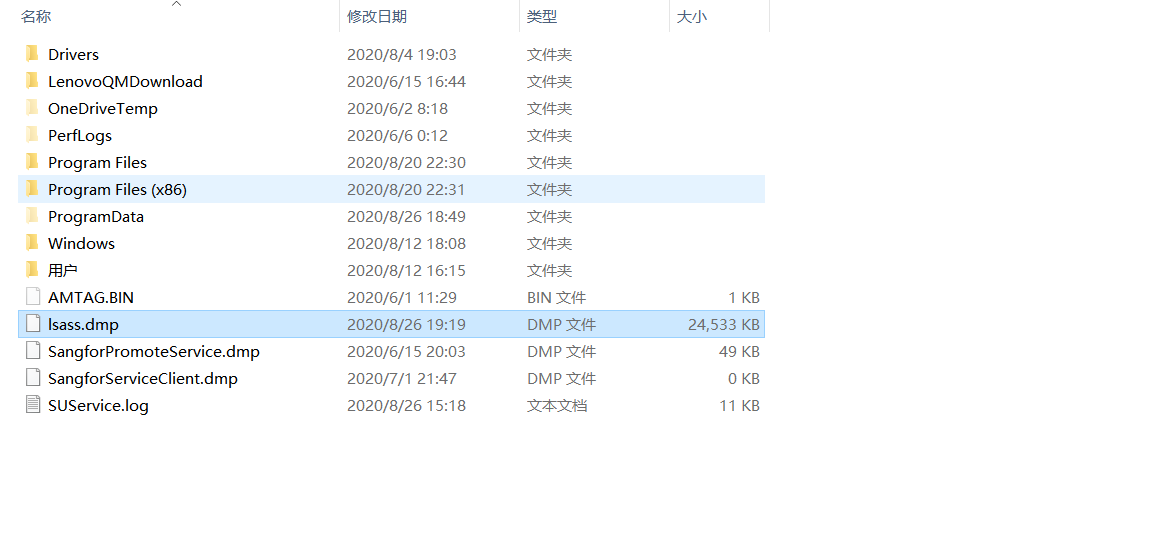 名称 修改日期 类型 大小
Drivers 2020/8/4 19:03 文件夹
LenovoQMDownload 2020/6/15 16:44 文件夹
OneDriveTemp 2020/6/2 8:18 文件夹
PerfLogs 2020/6/6 0:12 文件夹
Program Files 2020/8/20 22:30 文件夹
Program Files (x86) 2020/8/20 22:31 文件夹
ProgramData 2020/8/26 18:49 文件夹
Windows 2020/8/12 18:08 文件夹
用户 2020/8/12 16:15 文件夹
AMTAG.BIN 2020/6/1 11:29 BIN 文件 1 KB
lsass.dmp 2020/8/26 19:19 DMP 文件 24,533 KB
SangforPromoteService.dmp 2020/6/15 20:03 DMP 文件 49 KB
SangforServiceClient.dmp 2020/7/1 21:47 DMP 文件 0 KB
SUService.log 2020/8/26 15:18 文本文档 11 KB